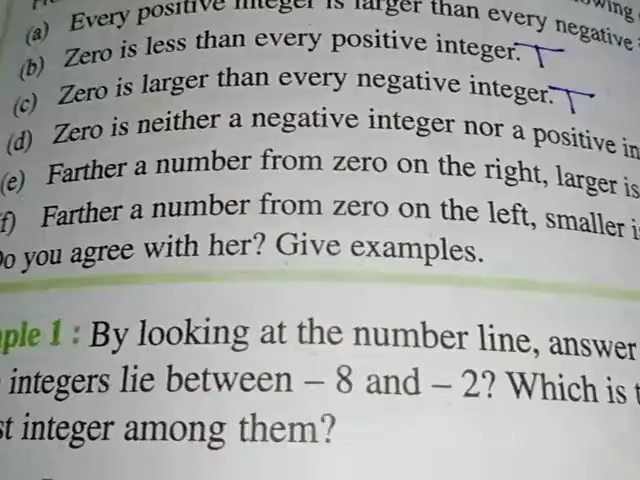 (a) Every positive integer is larger than every negative
(b) Zero is less than every positive integer. T
(c) Zero is larger than every negative integer. T
(d) Zero is neither a negative integer nor a positive in
(e) Farther a number from zero on the right, larger is
f) Farther a number from zero on the left, smaller i
Do you agree with her? Give examples.
ple 1 : By looking at the number line, answer
integers lie between – 8 and – 2? Which is t
st integer among them?